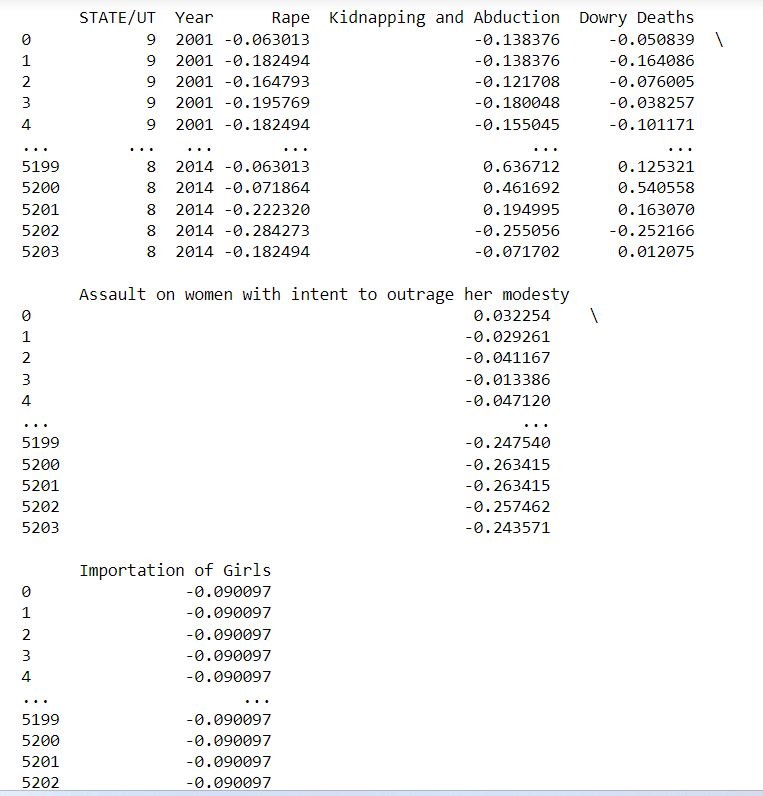 STATE/UT Year Rape Kidnapping and Abduction Dowry Deaths
0 9 2001 -0.063013 -0.138376 -0.050839 \
1 9 2001 -0.182494 -0.138376 -0.164086
2 9 2001 -0.164793 -0.121708 -0.076005
3 9 2001 -0.195769 -0.180048 -0.038257
4 9 2001 -0.182494 -0.155045 -0.101171
... ... ... ... ... ...
5199 8 2014 -0.063013 0.636712 0.125321
5200 8 2014 -0.071864 0.461692 0.540558
5201 8 2014 -0.222320 0.194995 0.163070
5202 8 2014 -0.284273 -0.255056 -0.252166
5203 8 2014 -0.182494 -0.071702 0.012075
Assault on women with intent to outrage her modesty
0 0.032254 \
1 -0.029261
2 -0.041167
3 -0.013386
4 -0.047120
... ...
5199 -0.247540
5200 -0.263415
5201 -0.263415
5202 -0.257462
5203 -0.243571
Importation of Girls
0 -0.090097
1 -0.090097
2 -0.090097
3 -0.090097
4 -0.090097
... ...
5199 -0.090097
5200 -0.090097
5201 -0.090097
5202 -0.090097